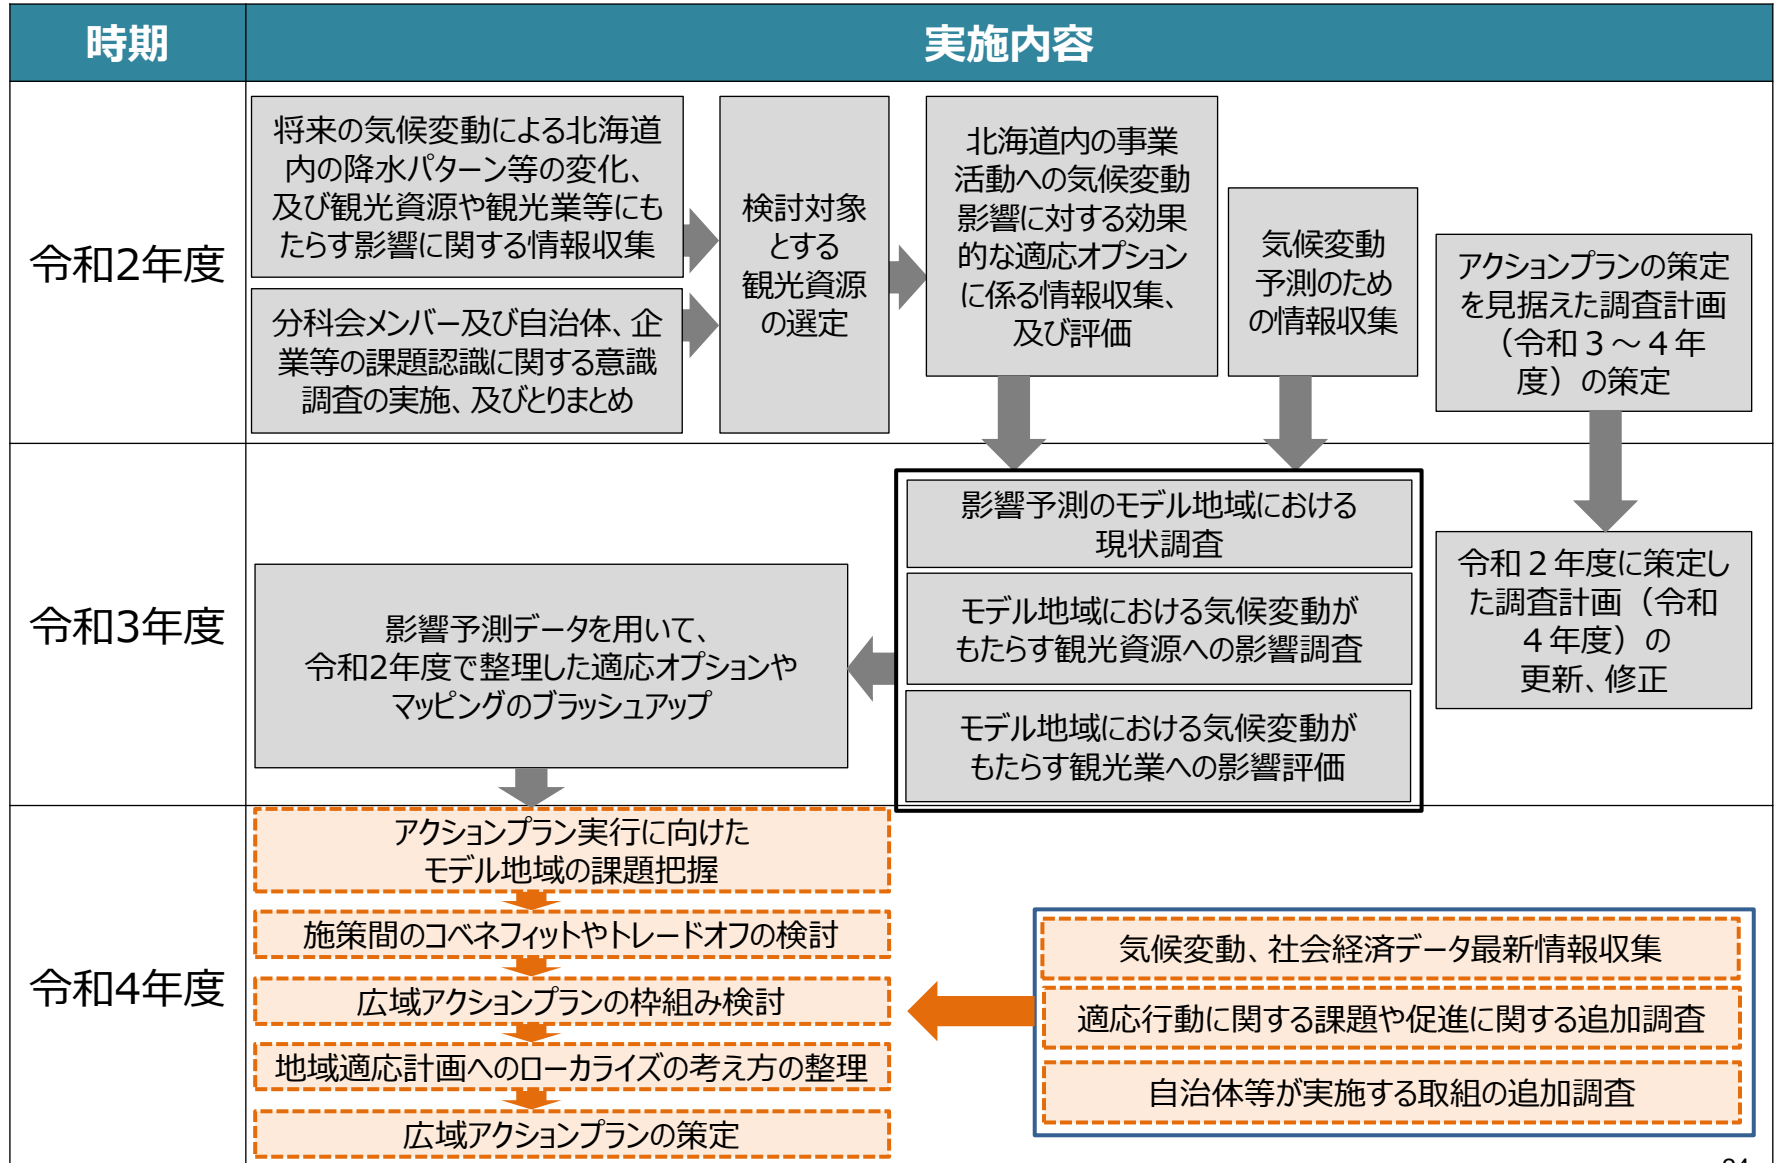 時期
実施内容
令和2年度
将来の気候変動による北海道
内の降水パターン等の変化、
及び観光資源や観光業等にも
たらす影響に関する情報収集
分科会メンバー及び自治体、企
業等の課題認識に関する意識
調査の実施、及びとりまとめ
検討対象
とする
観光資源
の選定
北海道内の事業
活動への気候変動
影響に対する効果
的な適応オプション
に係る情報収集、
及び評価
気候変動
予測のため
の情報収集
アクションプランの策定
を見据えた調査計画
（令和３～４年
度）の策定
令和3年度
影響予測のモデル地域における
現状調査
モデル地域における気候変動が
もたらす観光資源への影響調査
モデル地域における気候変動が
もたらす観光業への影響評価
影響予測データを用いて、
令和2年度で整理した適応オプションや
マッピングのブラッシュアップ
令和２年度に策定し
た調査計画（令和
４年度）の
更新、修正
令和4年度
アクションプラン実行に向けた
モデル地域の課題把握
施策間のコベネフィットやトレードオフの検討
広域アクションプランの枠組み検討
地域適応計画へのローカライズの考え方の整理
広域アクションプランの策定
気候変動、社会経済データ最新情報収集
適応行動に関する課題や促進に関する追加調査
自治体等が実施する取組の追加調査